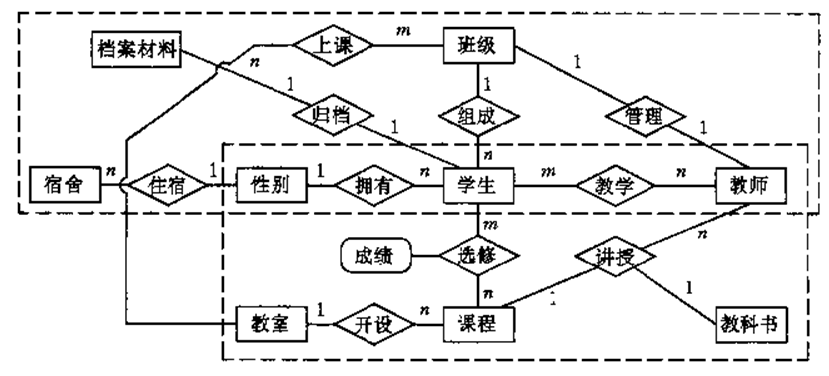 上课 m 班级
档案材料 n
1 1 1
归档 组成 管理
1 n 1
宿舍 n 住宿 1 性别 1 拥有 n 学生 m 教学 n 教师
m
成绩 选修 讲授 n
n 1 1
教室 1 开设 n 课程 教科书